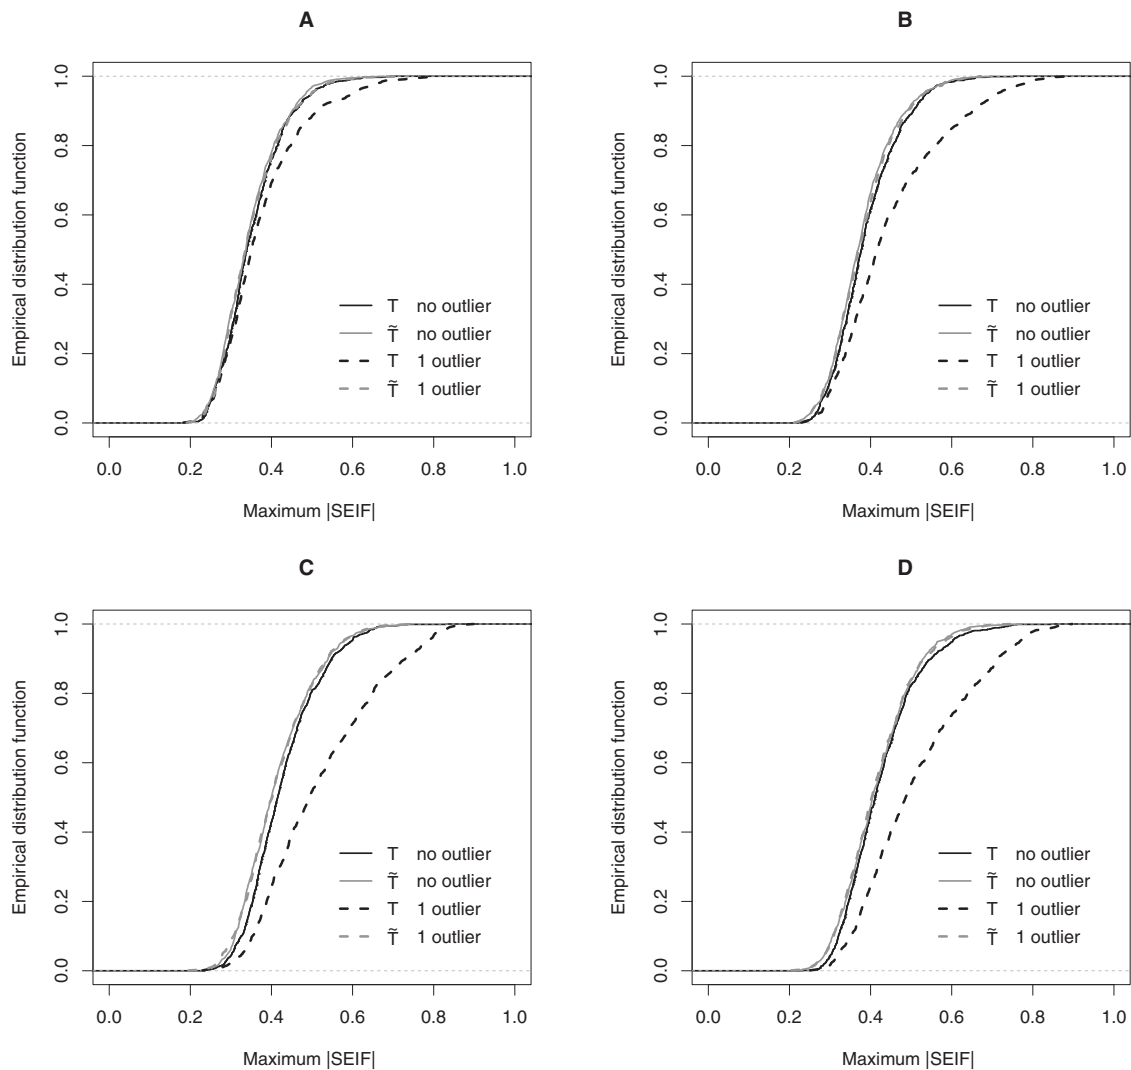 A
Empirical distribution function
1.0
0.8
0.6
0.4
0.2
0.0
T no outlier
T̃ no outlier
T 1 outlier
T̃ 1 outlier
0.0 0.2 0.4 0.6 0.8 1.0
Maximum |SEIF|
B
Empirical distribution function
1.0
0.8
0.6
0.4
0.2
0.0
T no outlier
T̃ no outlier
T 1 outlier
T̃ 1 outlier
0.0 0.2 0.4 0.6 0.8 1.0
Maximum |SEIF|
C
Empirical distribution function
1.0
0.8
0.6
0.4
0.2
0.0
T no outlier
T̃ no outlier
T 1 outlier
T̃ 1 outlier
0.0 0.2 0.4 0.6 0.8 1.0
Maximum |SEIF|
D
Empirical distribution function
1.0
0.8
0.6
0.4
0.2
0.0
T no outlier
T̃ no outlier
T 1 outlier
T̃ 1 outlier
0.0 0.2 0.4 0.6 0.8 1.0
Maximum |SEIF|